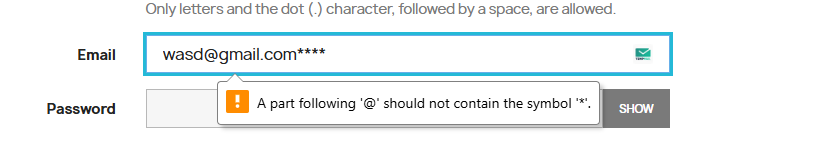 Only letters and the dot (.) character, followed by a space, are allowed.
Email wasd@gmail.com****
! A part following '@' should not contain the symbol '*'.
Password SHOW